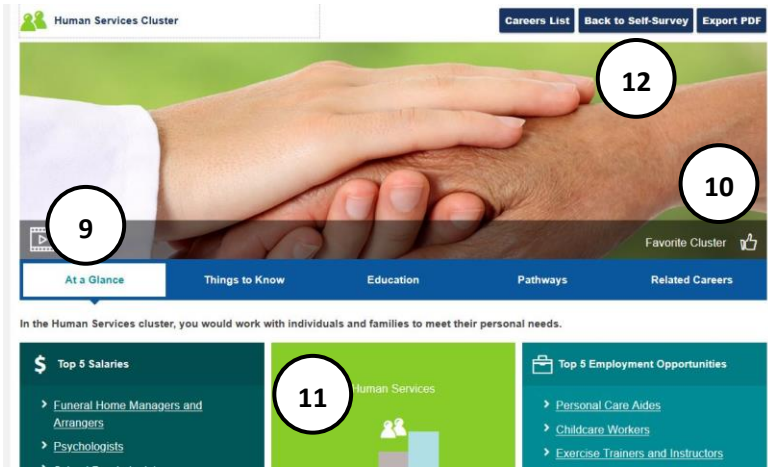 Human Services Cluster
Careers List
Back to Self-Survey
Export PDF
12
10
9
Favorite Cluster
At a Glance
Things to Know
Education
Pathways
Related Careers
In the Human Services cluster, you would work with individuals and families to meet their personal needs.
$ Top 5 Salaries
Funeral Home Managers and
Arrangers
Psychologists
11
Human Services
Top 5 Employment Opportunities
Personal Care Aides
Childcare Workers
Exercise Trainers and Instructors